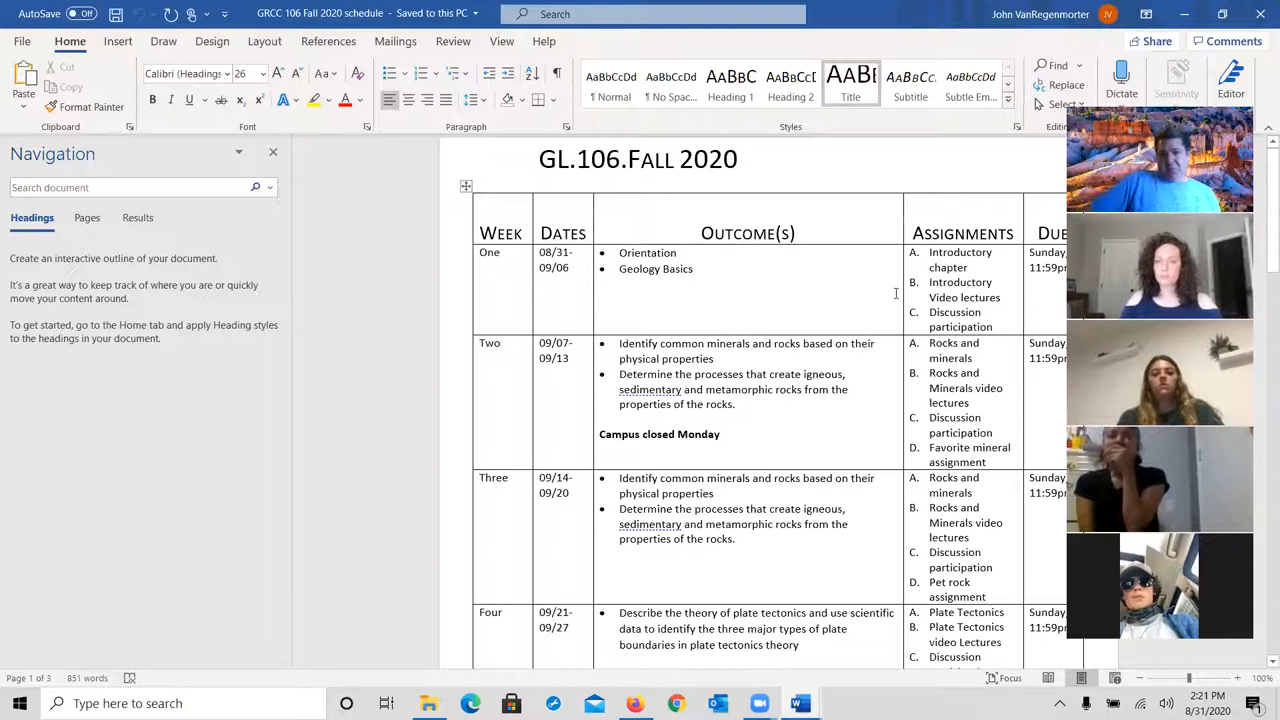 AutoSave Off GRCC 106 Fall 2020 schedule - Saved to this PC Search John VanRegenmorter JV
File Home Insert Draw Design Layout References Mailings Review View Help Share Comments
Paste
Cut
Copy
Format Painter
Clipboard
Calibri (Headings 26
Font
Paragraph
AaBbCcDd AaBbCcDd AaBbC AaBbCcD AaBb AaBbCcD AaBbCcDd
¶ Normal ¶ No Spac... Heading 1 Heading 2 Title Subtitle Subtle Em...
Styles
Find
Replace
Select
Editing
Dictate Sensitivity Editor
Navigation
Search document
Headings Pages Results
Create an interactive outline of your document.
It's a great way to keep track of where you are or quickly
move your content around.
To get started, go to the Home tab and apply Heading styles
to the headings in your document.
GL.106.Fall 2020
Week Dates Outcome(s) Assignments Due
One
08/31-
09/06
• Orientation
• Geology Basics
A. Introductory
chapter
B. Introductory
Video lectures
C. Discussion
participation
Sunday,
11:59pm
Two
09/07-
09/13
• Identify common minerals and rocks based on their
physical properties
• Determine the processes that create igneous,
sedimentary and metamorphic rocks from the
properties of the rocks.
Campus closed Monday
A. Rocks and
minerals
B. Rocks and
Minerals video
lectures
C. Discussion
participation
D. Favorite mineral
assignment
Sunday,
11:59pm
Three
09/14-
09/20
• Identify common minerals and rocks based on their
physical properties
• Determine the processes that create igneous,
sedimentary and metamorphic rocks from the
properties of the rocks.
A. Rocks and
minerals
B. Rocks and
Minerals video
lectures
C. Discussion
participation
D. Pet rock
assignment
Sunday,
11:59pm
Four
09/21-
09/27
• Describe the theory of plate tectonics and use scientific
data to identify the three major types of plate
boundaries in plate tectonics theory
A. Plate Tectonics
B. Plate Tectonics
video Lectures
C. Discussion
Sunday,
11:59pm
Page 1 of 3 851 words Focus 100%
Type here to search
2:21 PM
8/31/2020